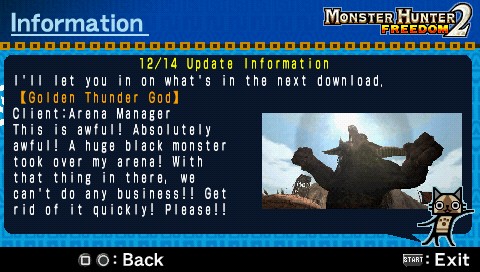 Information
MONSTER HUNTER
FREEDOM 2
12/14 Update Information
I'll let you in on what's in the next download,
【Golden Thunder God】
Client:Arena Manager
This is awful! Absolutely
awful! A huge black monster
took over my arena! With
that thing in there, we
can't do any business!! Get
rid of it quickly! Please!!
□○:Back
START:Exit